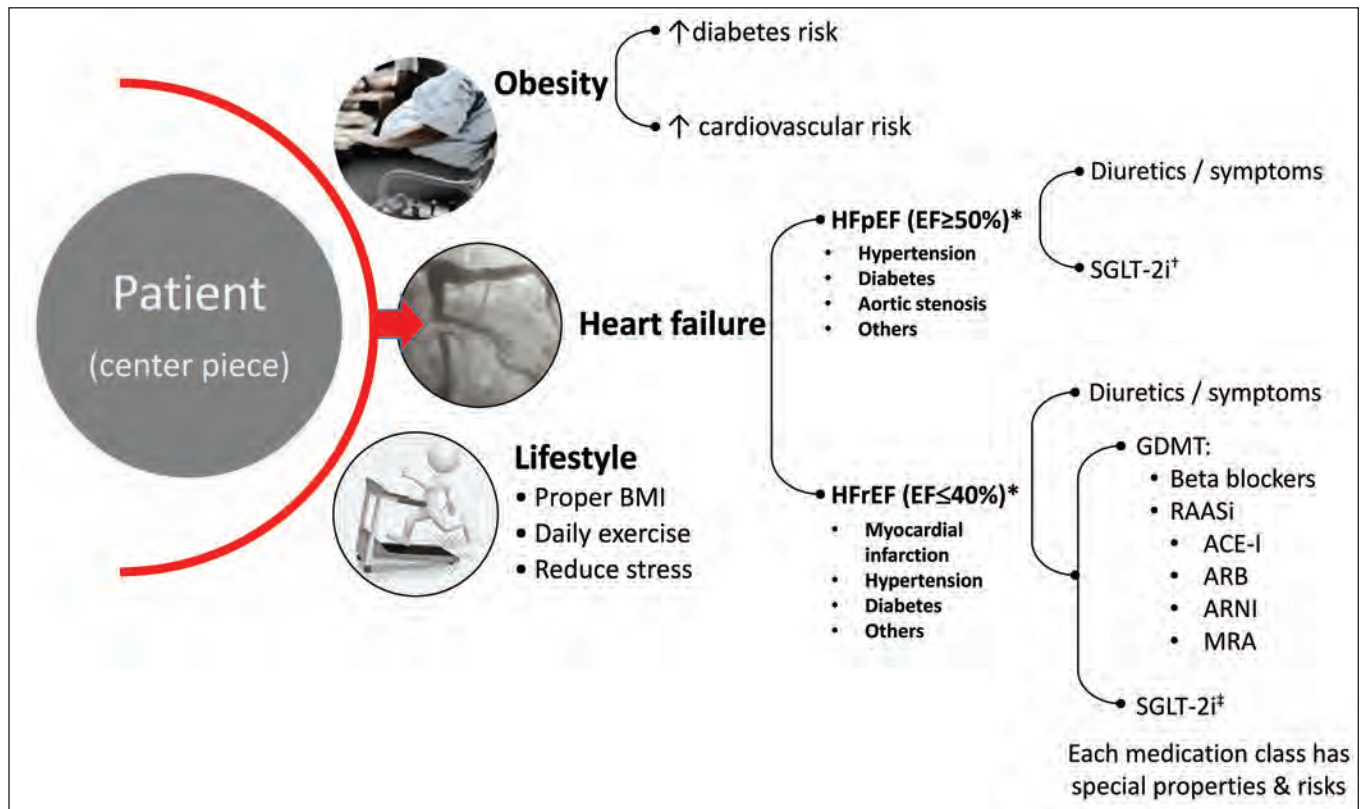 Patient
(center piece)
Obesity
↑diabetes risk
↑ cardiovascular risk
Heart failure
HFpEF (EF≥50%)*
• Hypertension
• Diabetes
• Aortic stenosis
• Others
Diuretics / symptoms
SGLT-2i†
HFrEF (EF≤40%)*
• Myocardial
infarction
• Hypertension
• Diabetes
• Others
Diuretics / symptoms
GDMT:
• Beta blockers
• RAASi
• ACE-I
• ARB
• ARNI
• MRA
SGLT-2i‡
Each medication class has
special properties & risks
Lifestyle
• Proper BMI
• Daily exercise
• Reduce stress